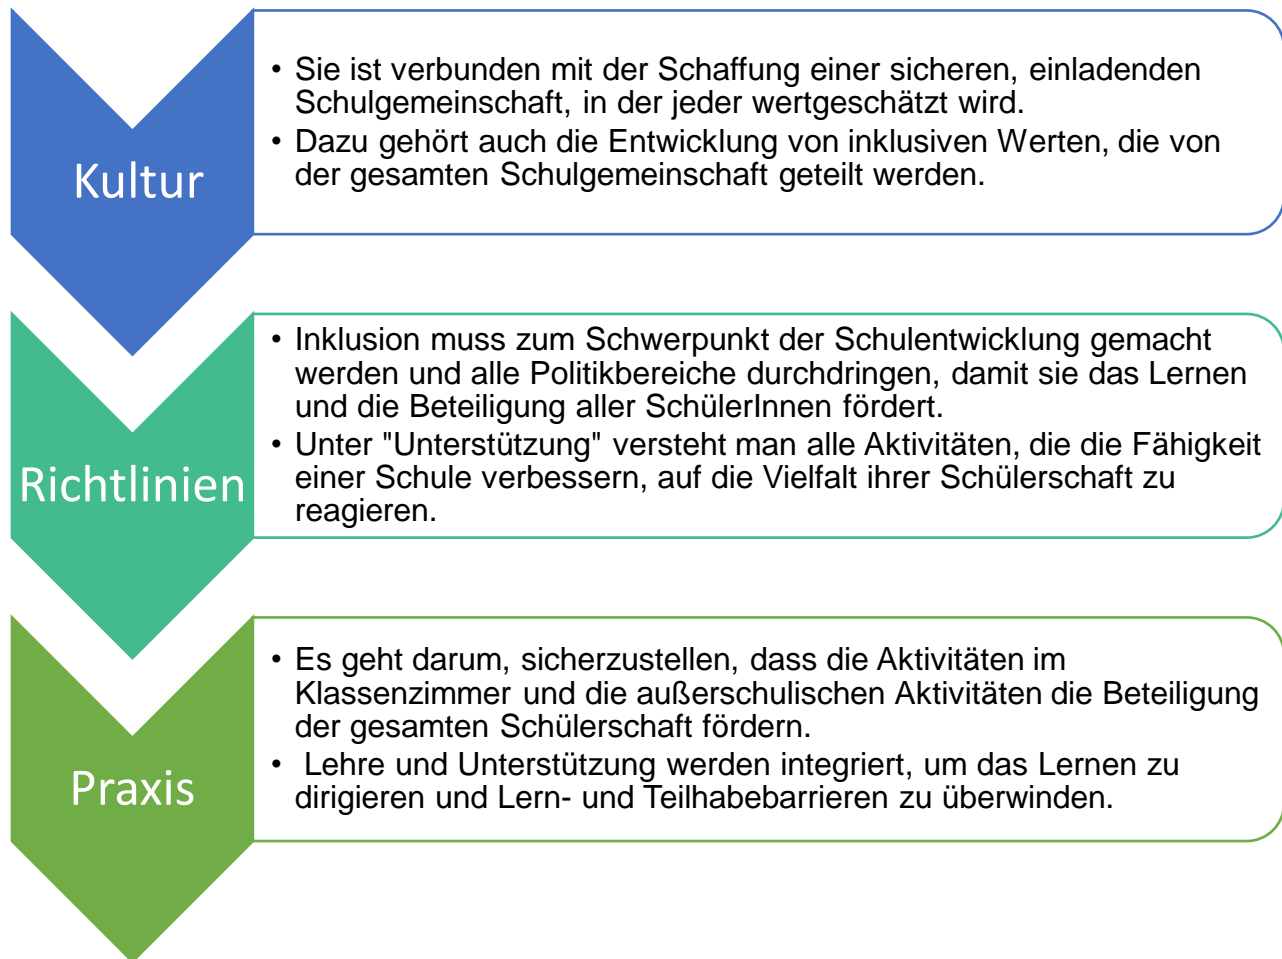 Kultur
• Sie ist verbunden mit der Schaffung einer sicheren, einladenden
Schulgemeinschaft, in der jeder wertgeschätzt wird.
• Dazu gehört auch die Entwicklung von inklusiven Werten, die von
der gesamten Schulgemeinschaft geteilt werden.
Richtlinien
• Inklusion muss zum Schwerpunkt der Schulentwicklung gemacht
werden und alle Politikbereiche durchdringen, damit sie das Lernen
und die Beteiligung aller SchülerInnen fördert.
• Unter "Unterstützung" versteht man alle Aktivitäten, die die Fähigkeit
einer Schule verbessern, auf die Vielfalt ihrer Schülerschaft zu
reagieren.
Praxis
• Es geht darum, sicherzustellen, dass die Aktivitäten im
Klassenzimmer und die außerschulischen Aktivitäten die Beteiligung
der gesamten Schülerschaft fördern.
• Lehre und Unterstützung werden integriert, um das Lernen zu
dirigieren und Lern- und Teilhabebarrieren zu überwinden.